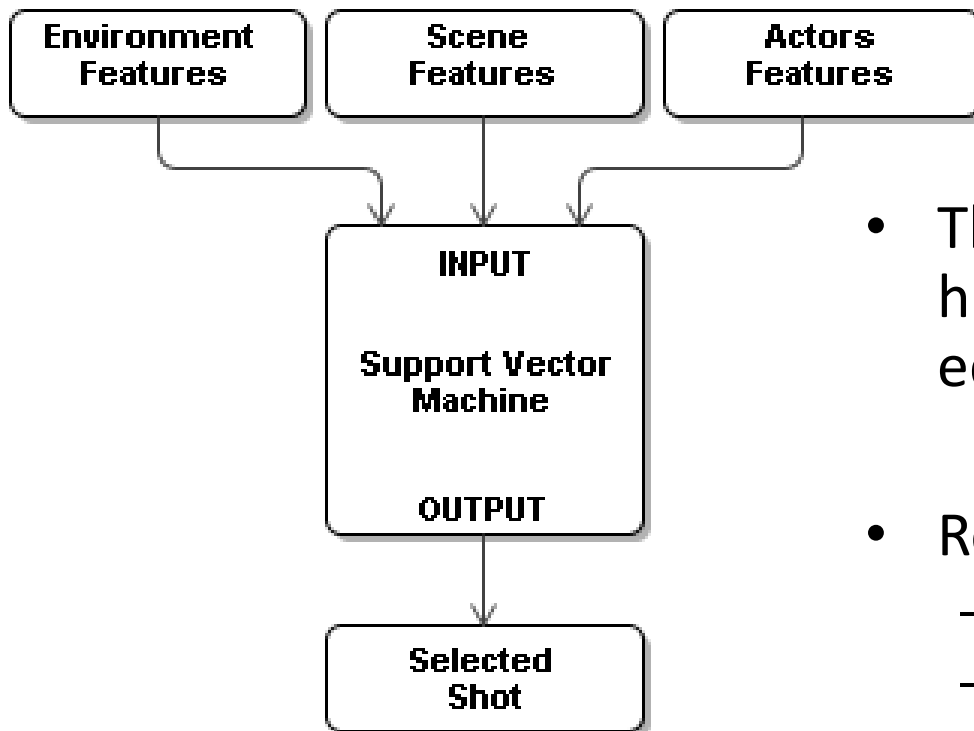 Environment
Features
Scene
Features
Actors
Features
INPUT
Support Vector
Machine
OUTPUT
Selected
Shot